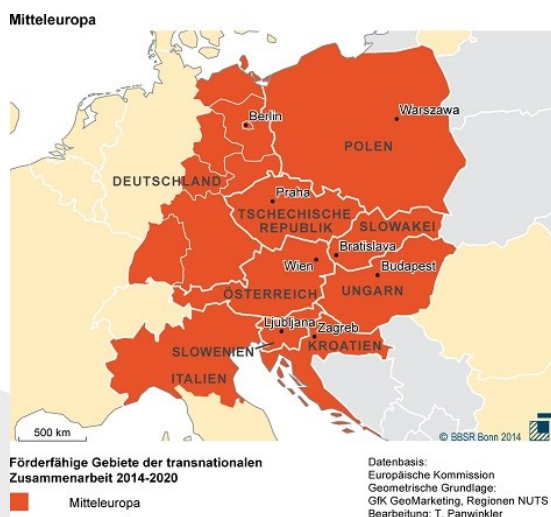 Mitteleuropa
Berlin
Warszawa
POLEN
DEUTSCHLAND
Praha
TSCHECHISCHE
REPUBLIK
SLOWAKEI
Bratislava
Wien
Budapest
ÖSTERREICH
UNGARN
Ljubljana
Zagreb
SLOWENIEN
KROATIEN
ITALIEN
500 km
© BBSR Bonn 2014
Förderfähige Gebiete der transnationalen
Zusammenarbeit 2014-2020
Mitteleuropa
Datenbasis:
Europäische Kommission
Geometrische Grundlage:
GfK GeoMarketing, Regionen NUTS
Bearbeitung: T. Panwinkler